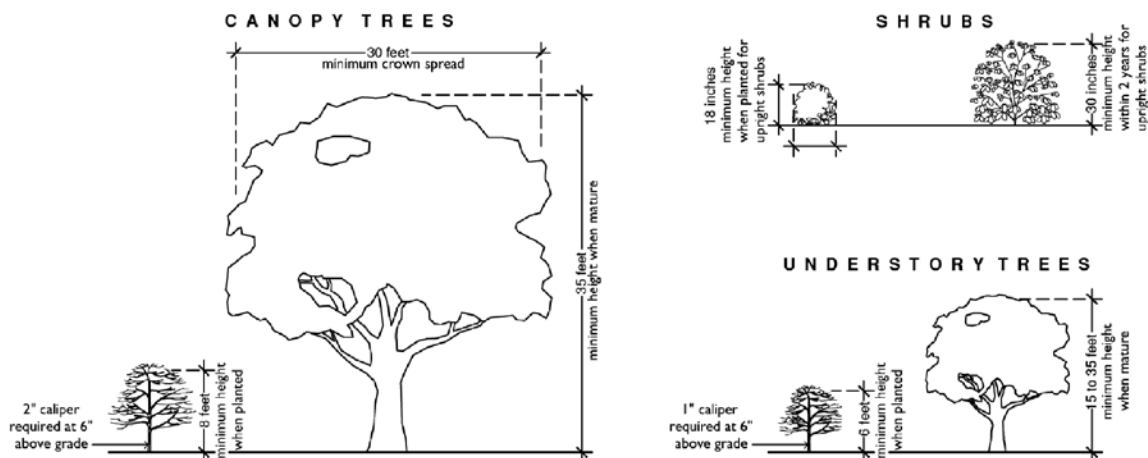 CANOPY TREES
30 feet
minimum crown spread
35 feet
minimum height when mature
8 feet
minimum height
when planted
2" caliper
required at 6"
above grade
SHRUBS
18 inches
minimum height
when planted for
upright shrubs
30 inches
minimum height
within 2 years for
upright shrubs
UNDERSTORY TREES
1" caliper
required at 6"
above grade
6 feet
minimum height
when planted
15 to 35 feet
minimum height
when mature